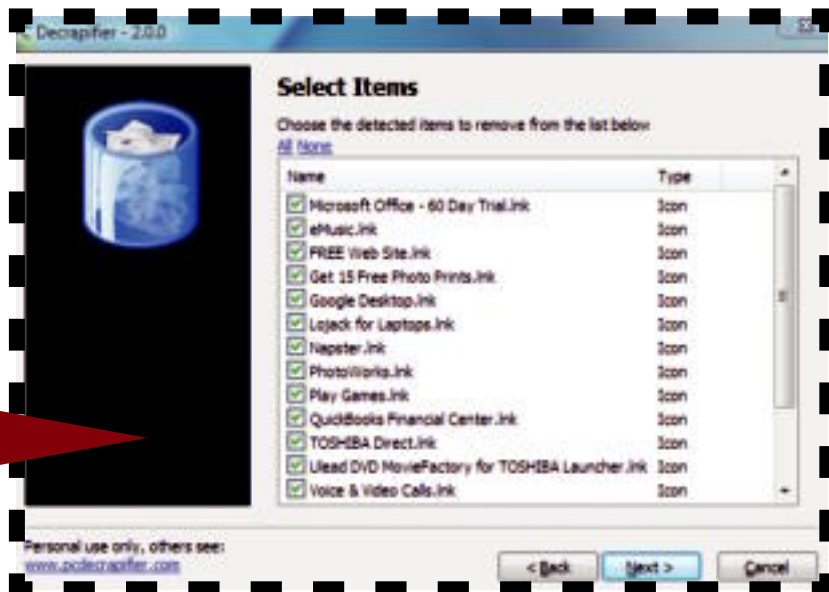 Decrapifier - 2.0.0
Select Items
Choose the detected items to remove from the list below
All None
Name Type
Microsoft Office - 60 Day Trial.lnk Icon
eMusic.lnk Icon
FREE Web Site.lnk Icon
Get 15 Free Photo Prints.lnk Icon
Google Desktop.lnk Icon
Lojack for Laptops.lnk Icon
Napster.lnk Icon
PhotoWorks.lnk Icon
Play Games.lnk Icon
QuickBooks Financial Center.lnk Icon
TOSHIBA Direct.lnk Icon
Ulead DVD MovieFactory for TOSHIBA Launcher.lnk Icon
Voice & Video Calls.lnk Icon
Personal use only, others see:
www.pcdecrapifier.com
< Back Next > Cancel